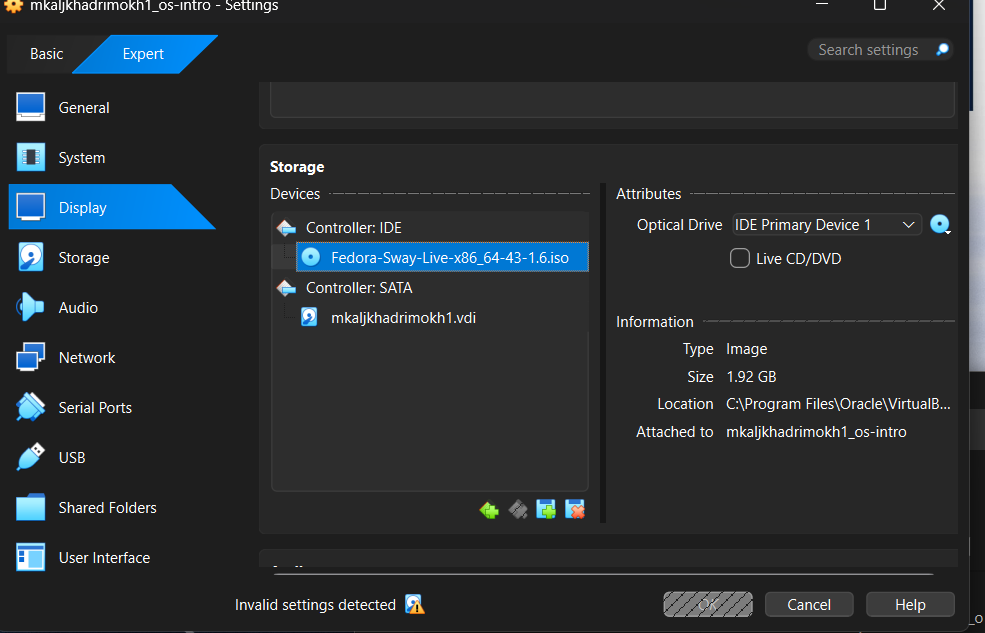 mkaljkhadrimokh1_os-intro - Settings
Basic
Expert
Search settings
General
System
Display
Storage
Audio
Network
Serial Ports
USB
Shared Folders
User Interface
Storage
Devices
Controller: IDE
Fedora-Sway-Live-x86_64-43-1.6.iso
Controller: SATA
mkaljkhadrimokh1.vdi
Attributes
Optical Drive IDE Primary Device 1
Live CD/DVD
Information
Type Image
Size 1.92 GB
Location C:\Program Files\Oracle\VirtualB...
Attached to mkaljkhadrimokh1_os-intro
Invalid settings detected
OK
Cancel
Help